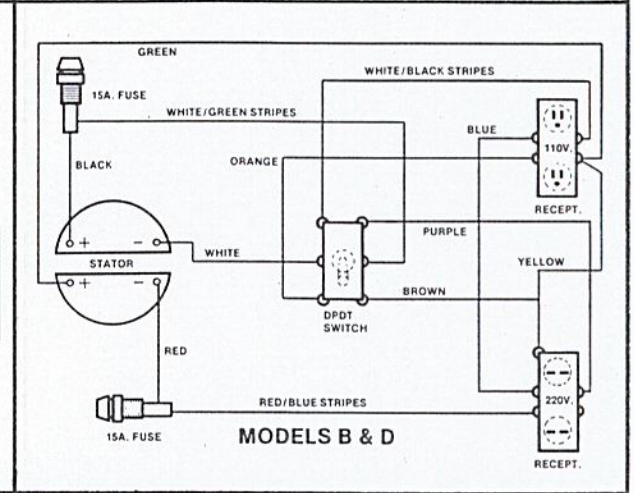 GREEN
15A. FUSE
WHITE/BLACK STRIPES
WHITE/GREEN STRIPES
BLUE
110V.
BLACK
ORANGE
RECEPT.
+ -
STATOR
+ -
WHITE
PURPLE
YELLOW
BROWN
DPDT
SWITCH
RED
220V.
RED/BLUE STRIPES
15A. FUSE
MODELS B & D
RECEPT.